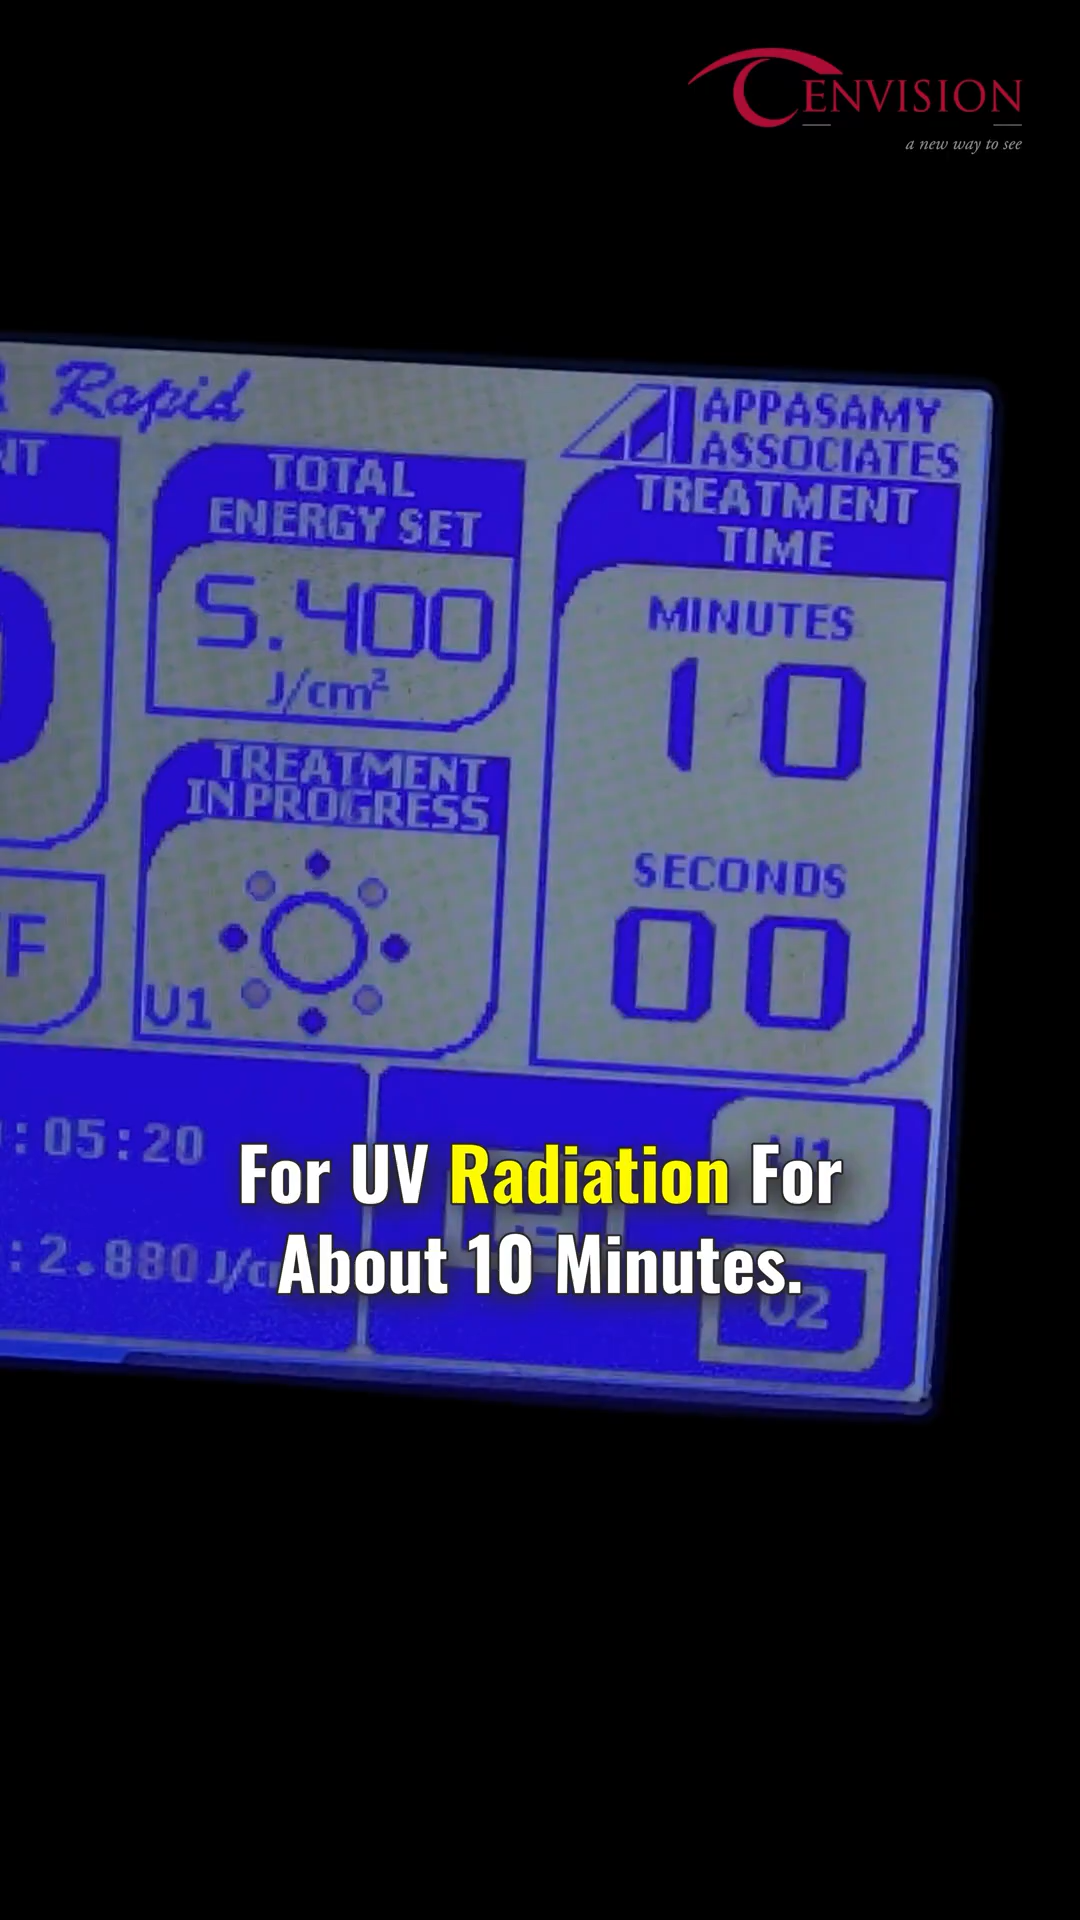 ENVISION
a new way to see
Rapid
APPASAMY
ASSOCIATES
TOTAL
ENERGY SET
5.400
J/cm²
TREATMENT
IN PROGRESS
U1
TREATMENT
TIME
MINUTES
10
SECONDS
00
:05:20
:2.880 J/c
U1
U2
For UV Radiation For
About 10 Minutes.